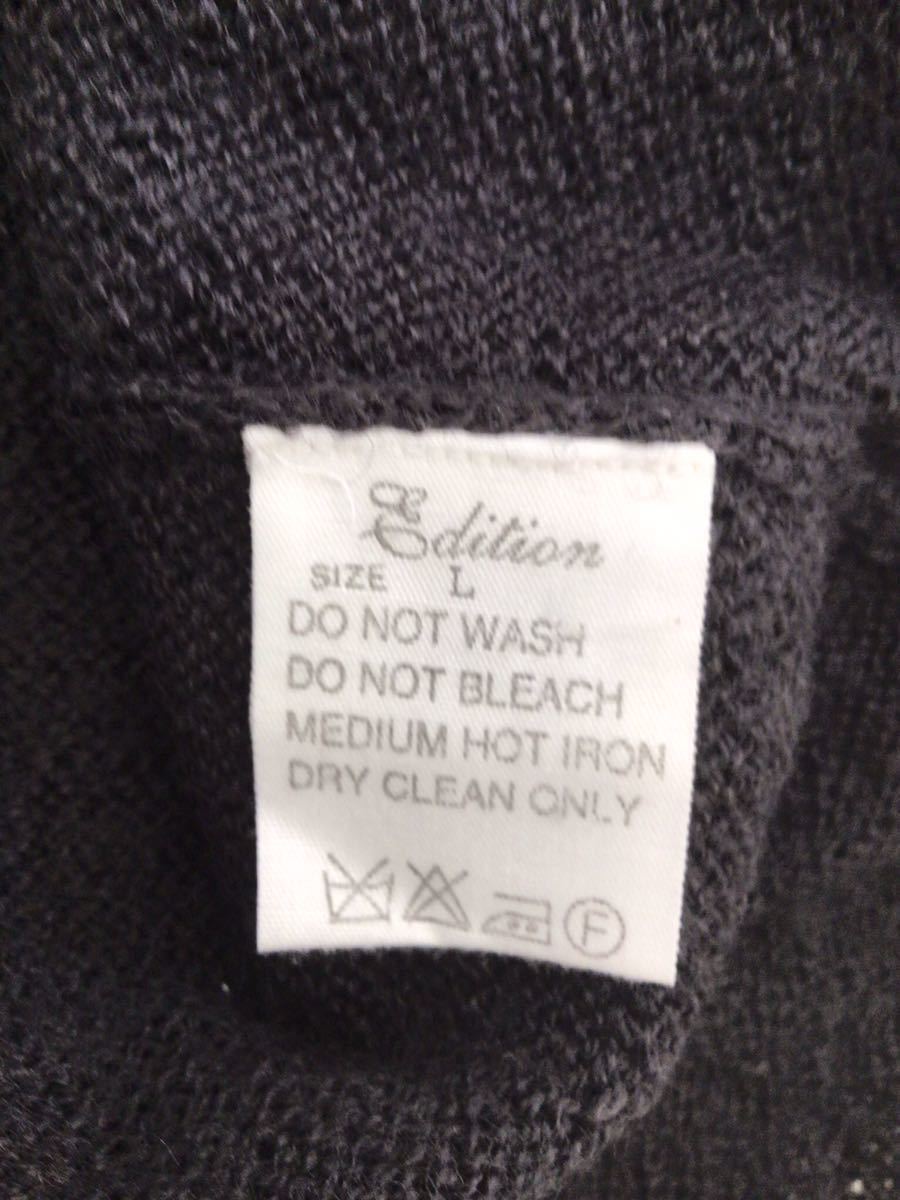 Edition
SIZE L
DO NOT WASH
DO NOT BLEACH
MEDIUM HOT IRON
DRY CLEAN ONLY
F